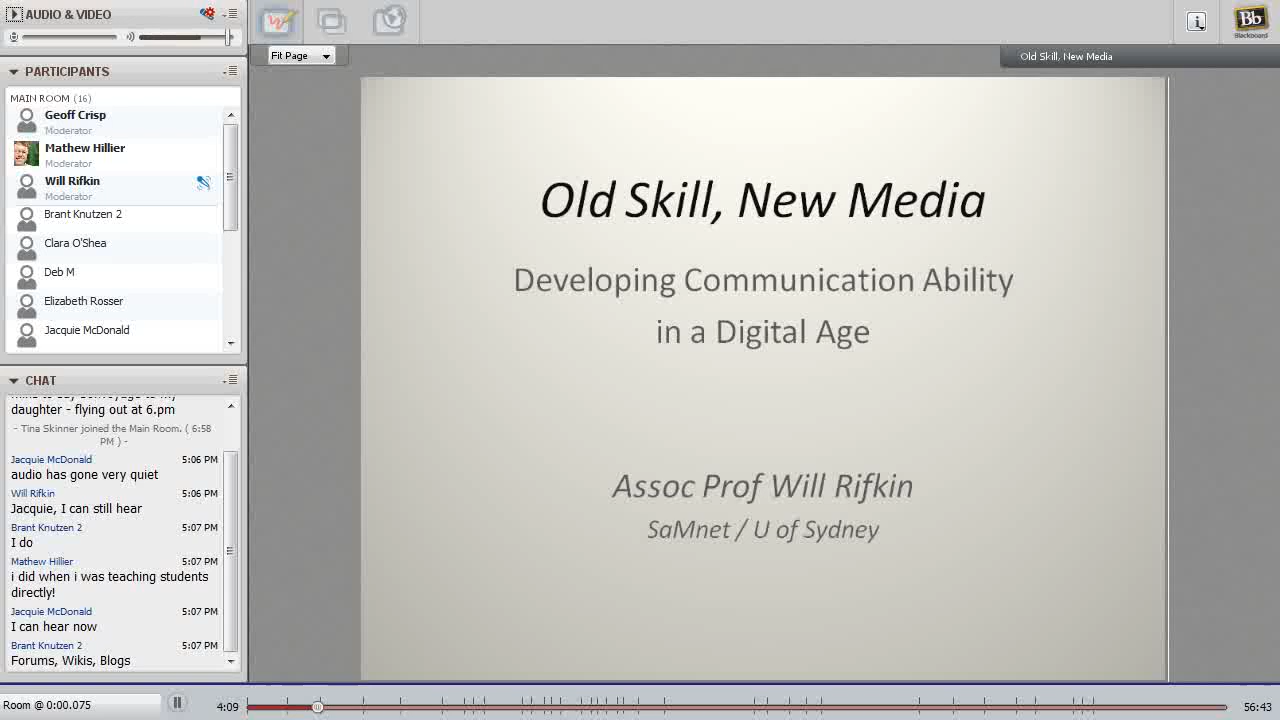 AUDIO & VIDEO
PARTICIPANTS
MAIN ROOM (16)
Geoff Crisp
Moderator
Mathew Hillier
Moderator
Will Rifkin
Moderator
Brant Knutzen 2
Clara O'Shea
Deb M
Elizabeth Rosser
Jacquie McDonald
CHAT
daughter - flying out at 6.pm
- Tina Skinner joined the Main Room. ( 6:58
PM ) -
Jacquie McDonald 5:06 PM
audio has gone very quiet
Will Rifkin 5:06 PM
Jacquie, I can still hear
Brant Knutzen 2 5:07 PM
I do
Mathew Hillier 5:07 PM
i did when i was teaching students
directly!
Jacquie McDonald 5:07 PM
I can hear now
Brant Knutzen 2 5:07 PM
Forums, Wikis, Blogs
Room @ 0:00.075
4:09
56:43
Fit Page
Old Skill, New Media
Bb
Blackboard
Old Skill, New Media
Developing Communication Ability
in a Digital Age
Assoc Prof Will Rifkin
SaMnet / U of Sydney